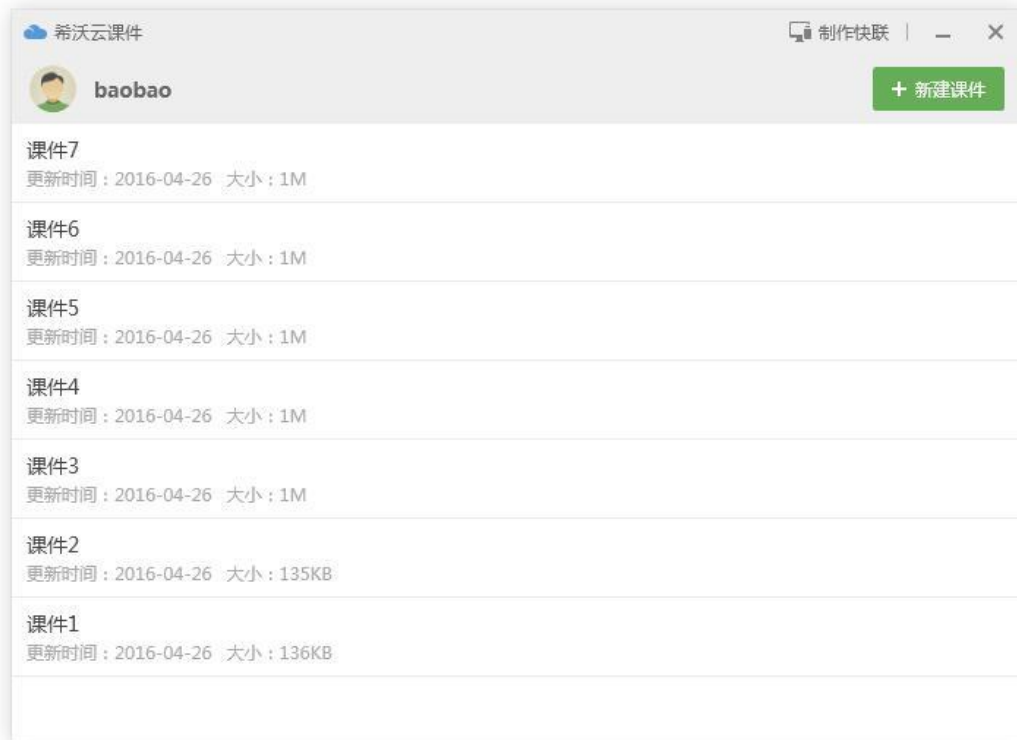 希沃云课件 制作快联
baobao + 新建课件
课件7
更新时间：2016-04-26 大小：1M
课件6
更新时间：2016-04-26 大小：1M
课件5
更新时间：2016-04-26 大小：1M
课件4
更新时间：2016-04-26 大小：1M
课件3
更新时间：2016-04-26 大小：1M
课件2
更新时间：2016-04-26 大小：135KB
课件1
更新时间：2016-04-26 大小：136KB